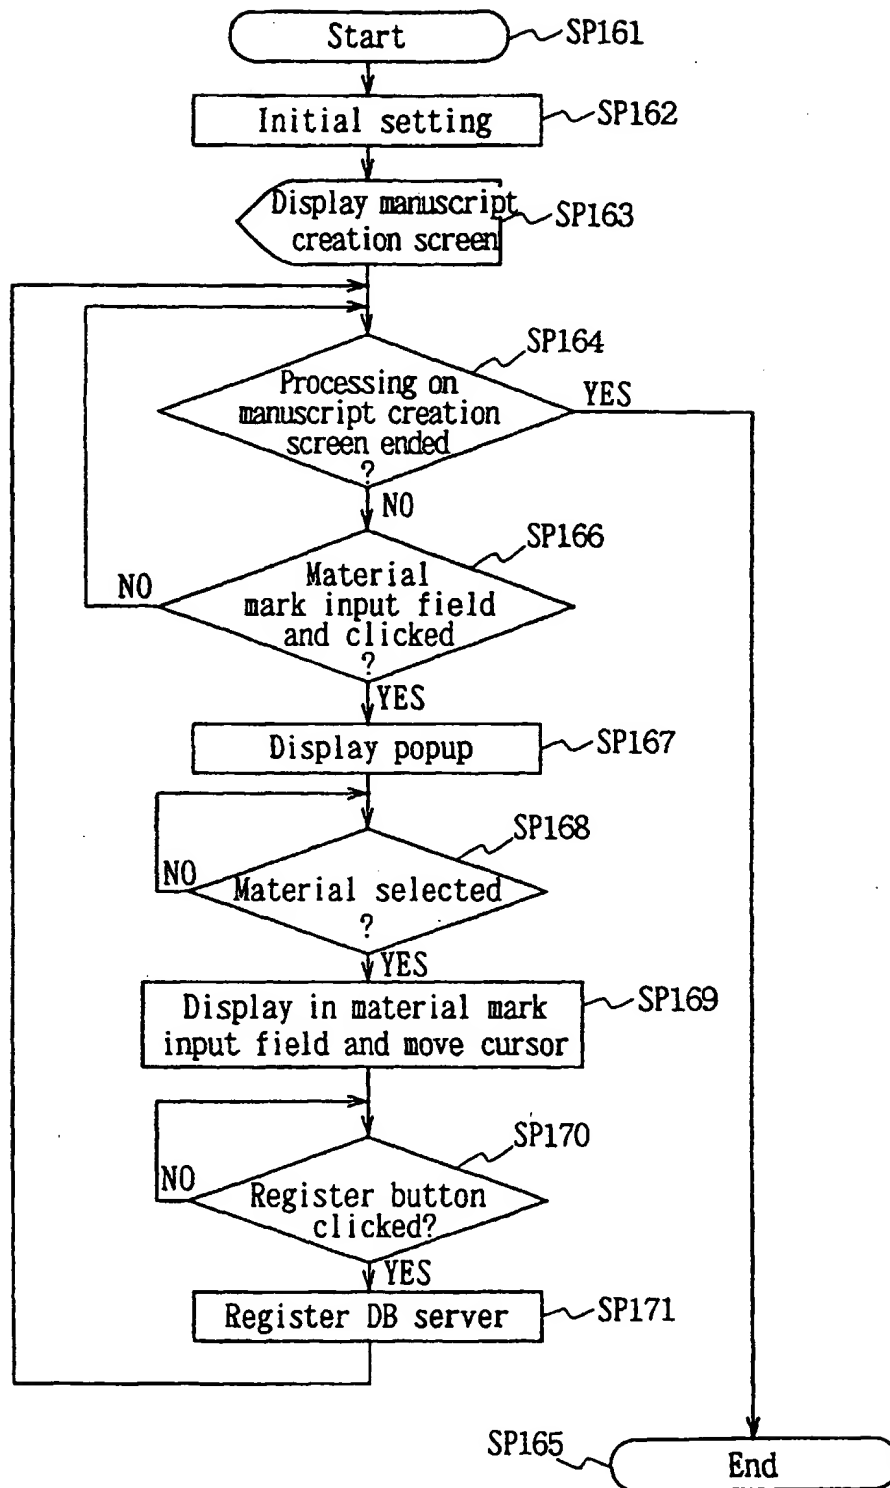 Start
SP161
Initial setting
SP162
Display manuscript
creation screen
SP163
SP164
Processing on
manuscript creation
screen ended
?
YES
NO
SP166
Material
mark input field
and clicked
?
NO
YES
Display popup
SP167
SP168
Material selected
?
NO
YES
Display in material mark
input field and move cursor
SP169
SP170
Register button
clicked?
NO
YES
Register DB server
SP171
SP165
End